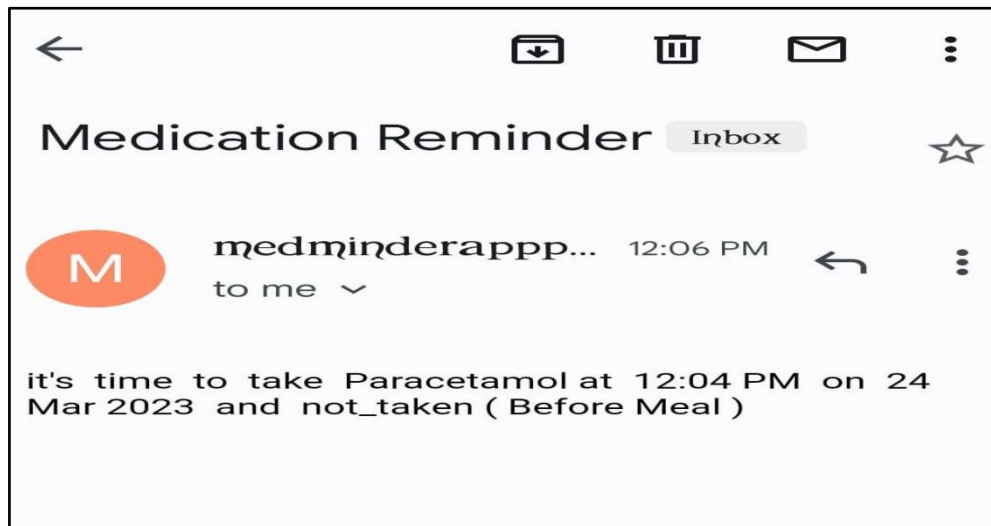 Medication Reminder Inbox
M
medminderappp... 12:06 PM
to me
it's time to take Paracetamol at 12:04 PM on 24
Mar 2023 and not_taken ( Before Meal )